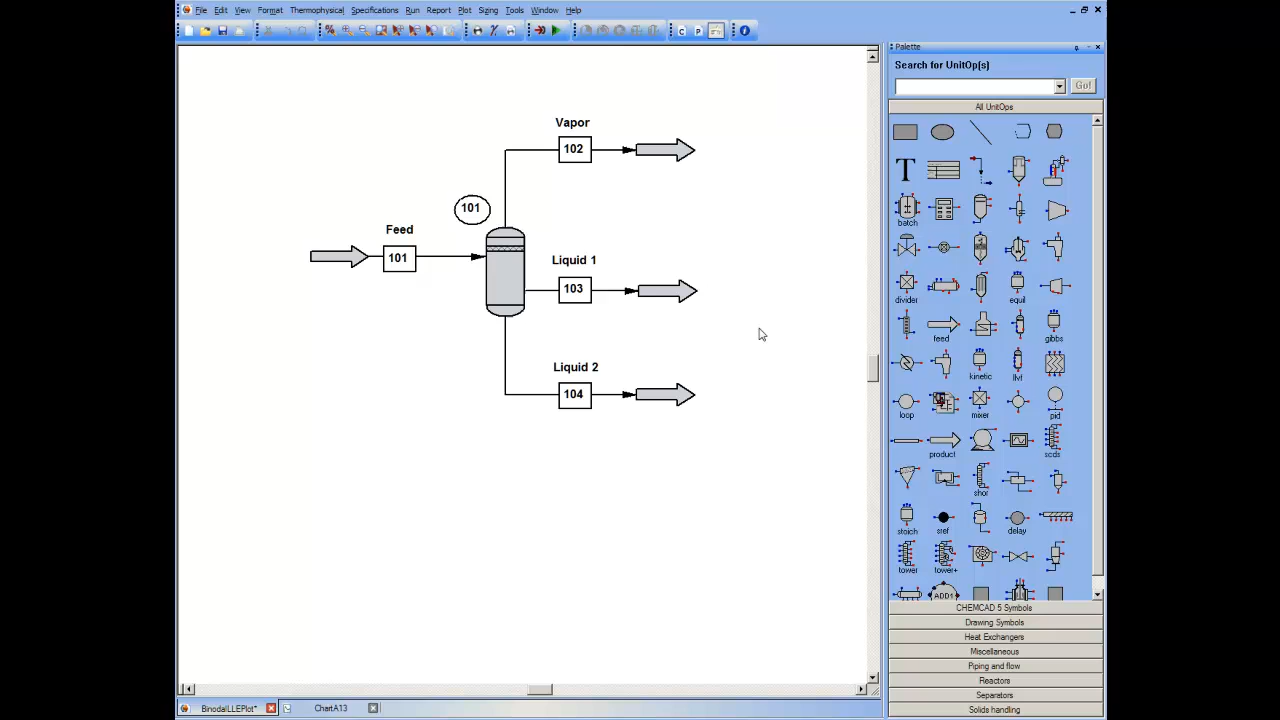 File Edit View Format Thermophysical Specifications Run Report Plot Sizing Tools Window Help
C P
Palette
Search for UnitOp(s)
Go!
All UnitOps
T
batch
divider
equil
feed
gibbs
kinetic
llvf
loop
mixer
pid
product
scds
shor
stoich
sref
delay
tower
tower+
ADD1
CHEMCAD 5 Symbols
Drawing Symbols
Heat Exchangers
Miscellaneous
Piping and flow
Reactors
Separators
Solids handling
Vapor
102
101
Feed
101
Liquid 1
103
Liquid 2
104
BinodalLLEPlot* ChartA13